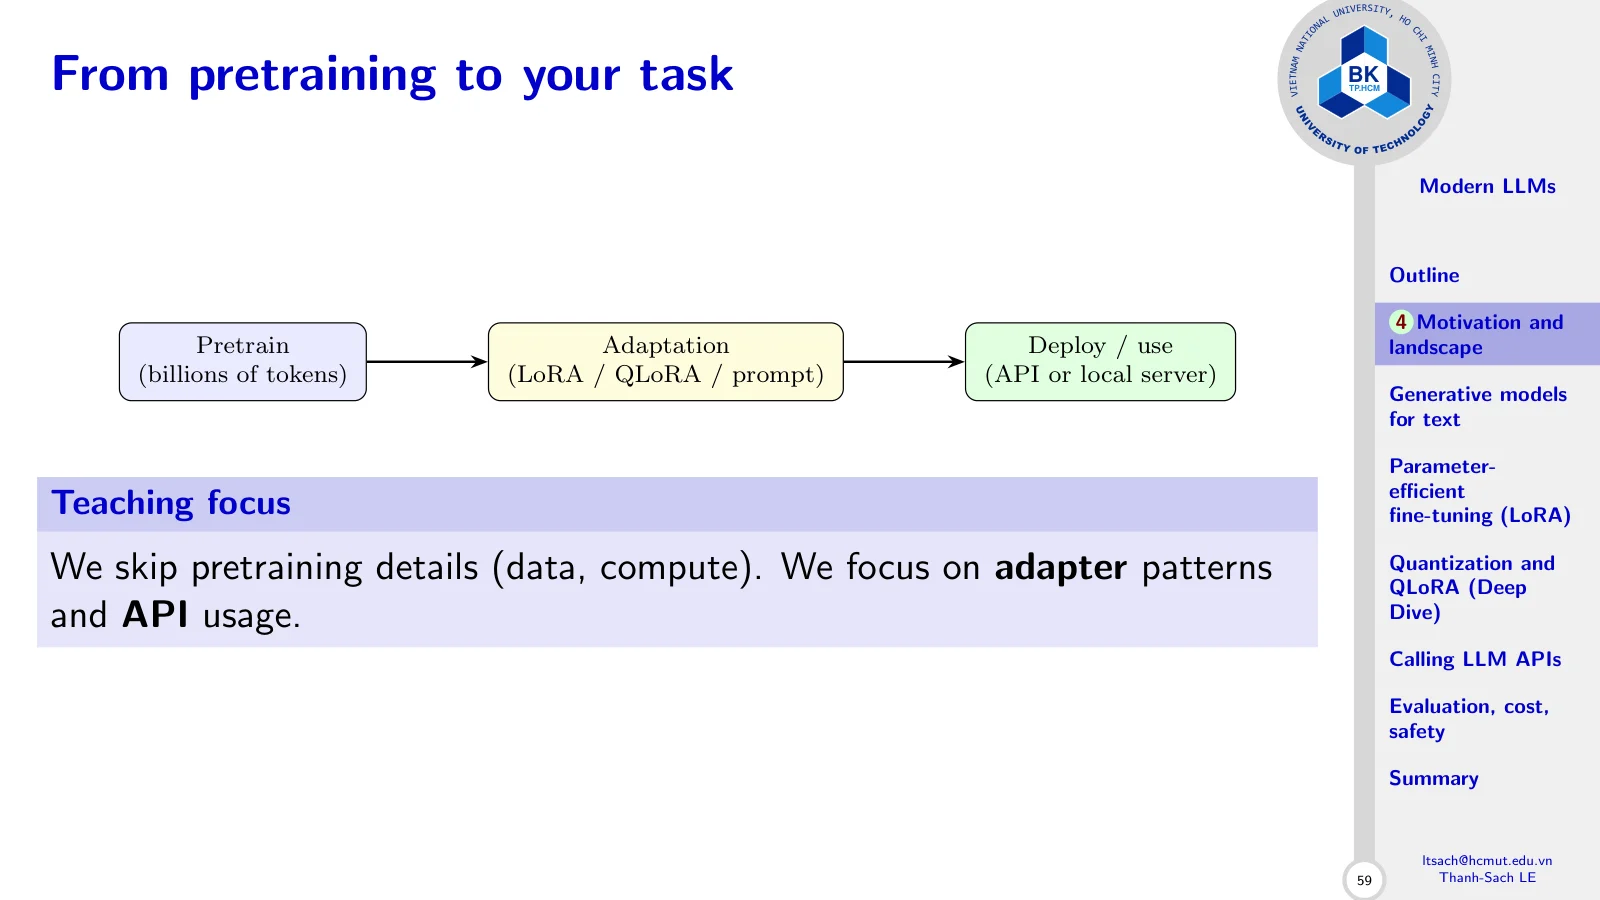 From pretraining to your task
VIETNAM NATIONAL UNIVERSITY, HO CHI MINH CITY
BK
TP.HCM
UNIVERSITY OF TECHNOLOGY
Pretrain
(billions of tokens)
Adaptation
(LoRA / QLoRA / prompt)
Deploy / use
(API or local server)
Teaching focus
We skip pretraining details (data, compute). We focus on adapter patterns
and API usage.
Modern LLMs
Outline
4 Motivation and
landscape
Generative models
for text
Parameter-
efficient
fine-tuning (LoRA)
Quantization and
QLoRA (Deep
Dive)
Calling LLM APIs
Evaluation, cost,
safety
Summary
ltsach@hcmut.edu.vn
Thanh-Sach LE
59